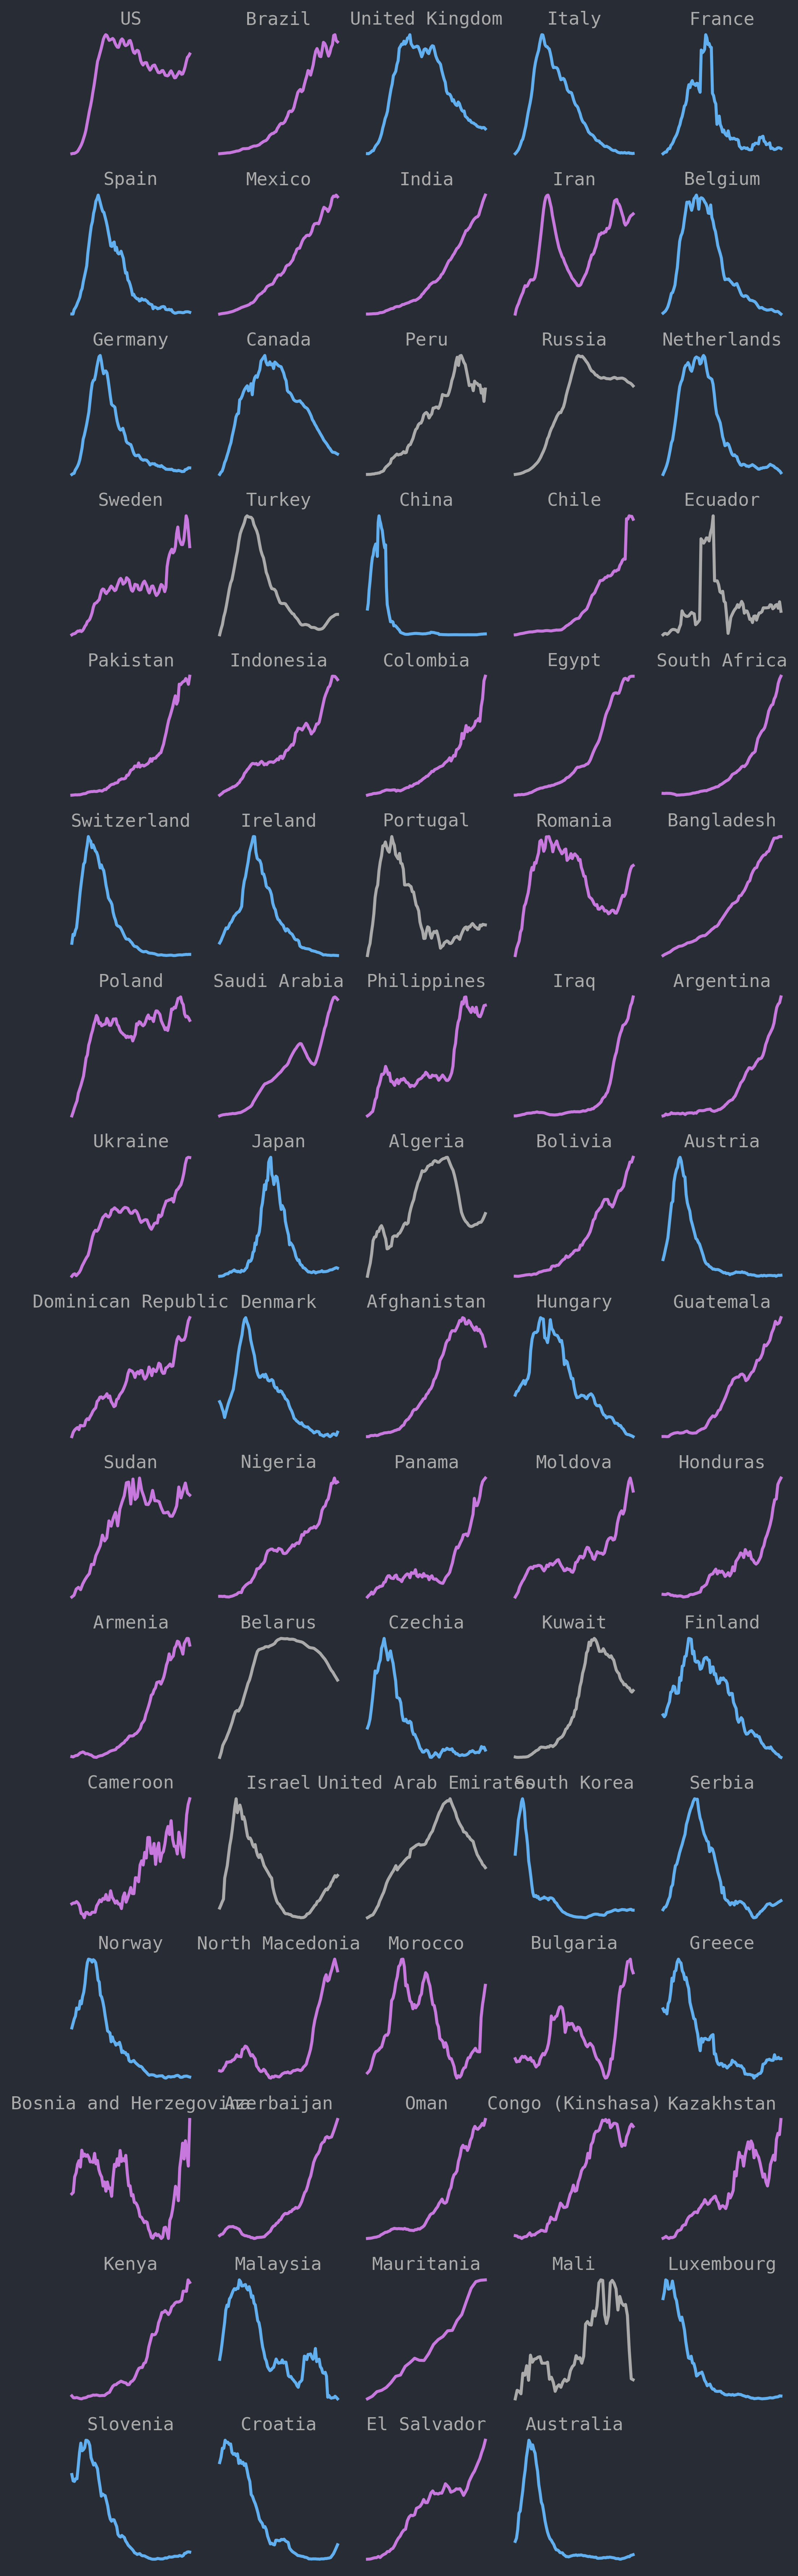 US Brazil United Kingdom Italy France
Spain Mexico India Iran Belgium
Germany Canada Peru Russia Netherlands
Sweden Turkey China Chile Ecuador
Pakistan Indonesia Colombia Egypt South Africa
Switzerland Ireland Portugal Romania Bangladesh
Poland Saudi Arabia Philippines Iraq Argentina
Ukraine Japan Algeria Bolivia Austria
Dominican Republic Denmark Afghanistan Hungary Guatemala
Sudan Nigeria Panama Moldova Honduras
Armenia Belarus Czechia Kuwait Finland
Cameroon Israel United Arab Emirates South Korea Serbia
Norway North Macedonia Morocco Bulgaria Greece
Bosnia and Herzegovina Azerbaijan Oman Congo (Kinshasa) Kazakhstan
Kenya Malaysia Mauritania Mali Luxembourg
Slovenia Croatia El Salvador Australia